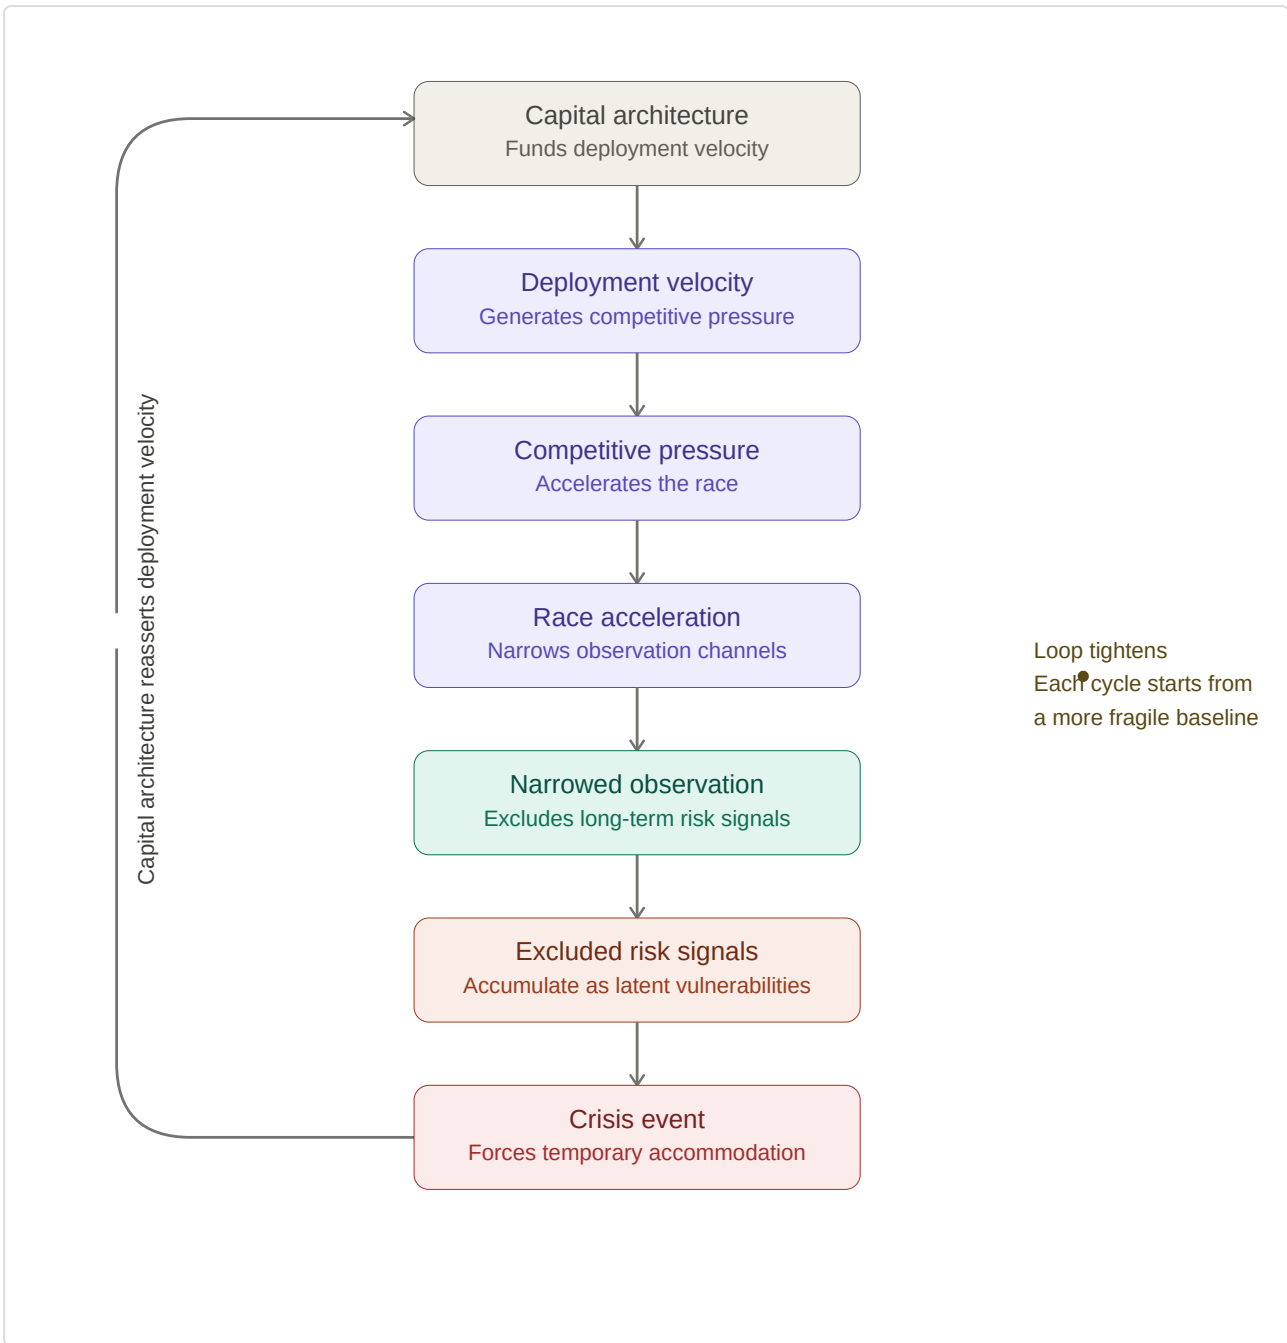 Capital architecture
Funds deployment velocity
Deployment velocity
Generates competitive pressure
Competitive pressure
Accelerates the race
Race acceleration
Narrows observation channels
Narrowed observation
Excludes long-term risk signals
Excluded risk signals
Accumulate as latent vulnerabilities
Crisis event
Forces temporary accommodation
Capital architecture reasserts deployment velocity
Loop tightens
Each cycle starts from
a more fragile baseline